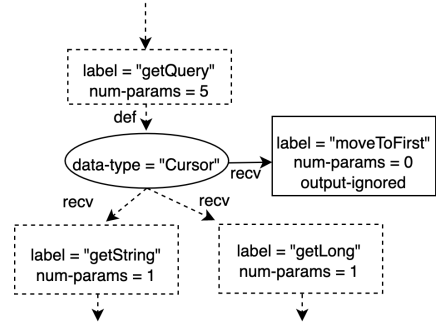 label = "getQuery"
num-params = 5
def
data-type = "Cursor"
recv
label = "moveToFirst"
num-params = 0
output-ignored
recv
recv
label = "getString"
num-params = 1
label = "getLong"
num-params = 1